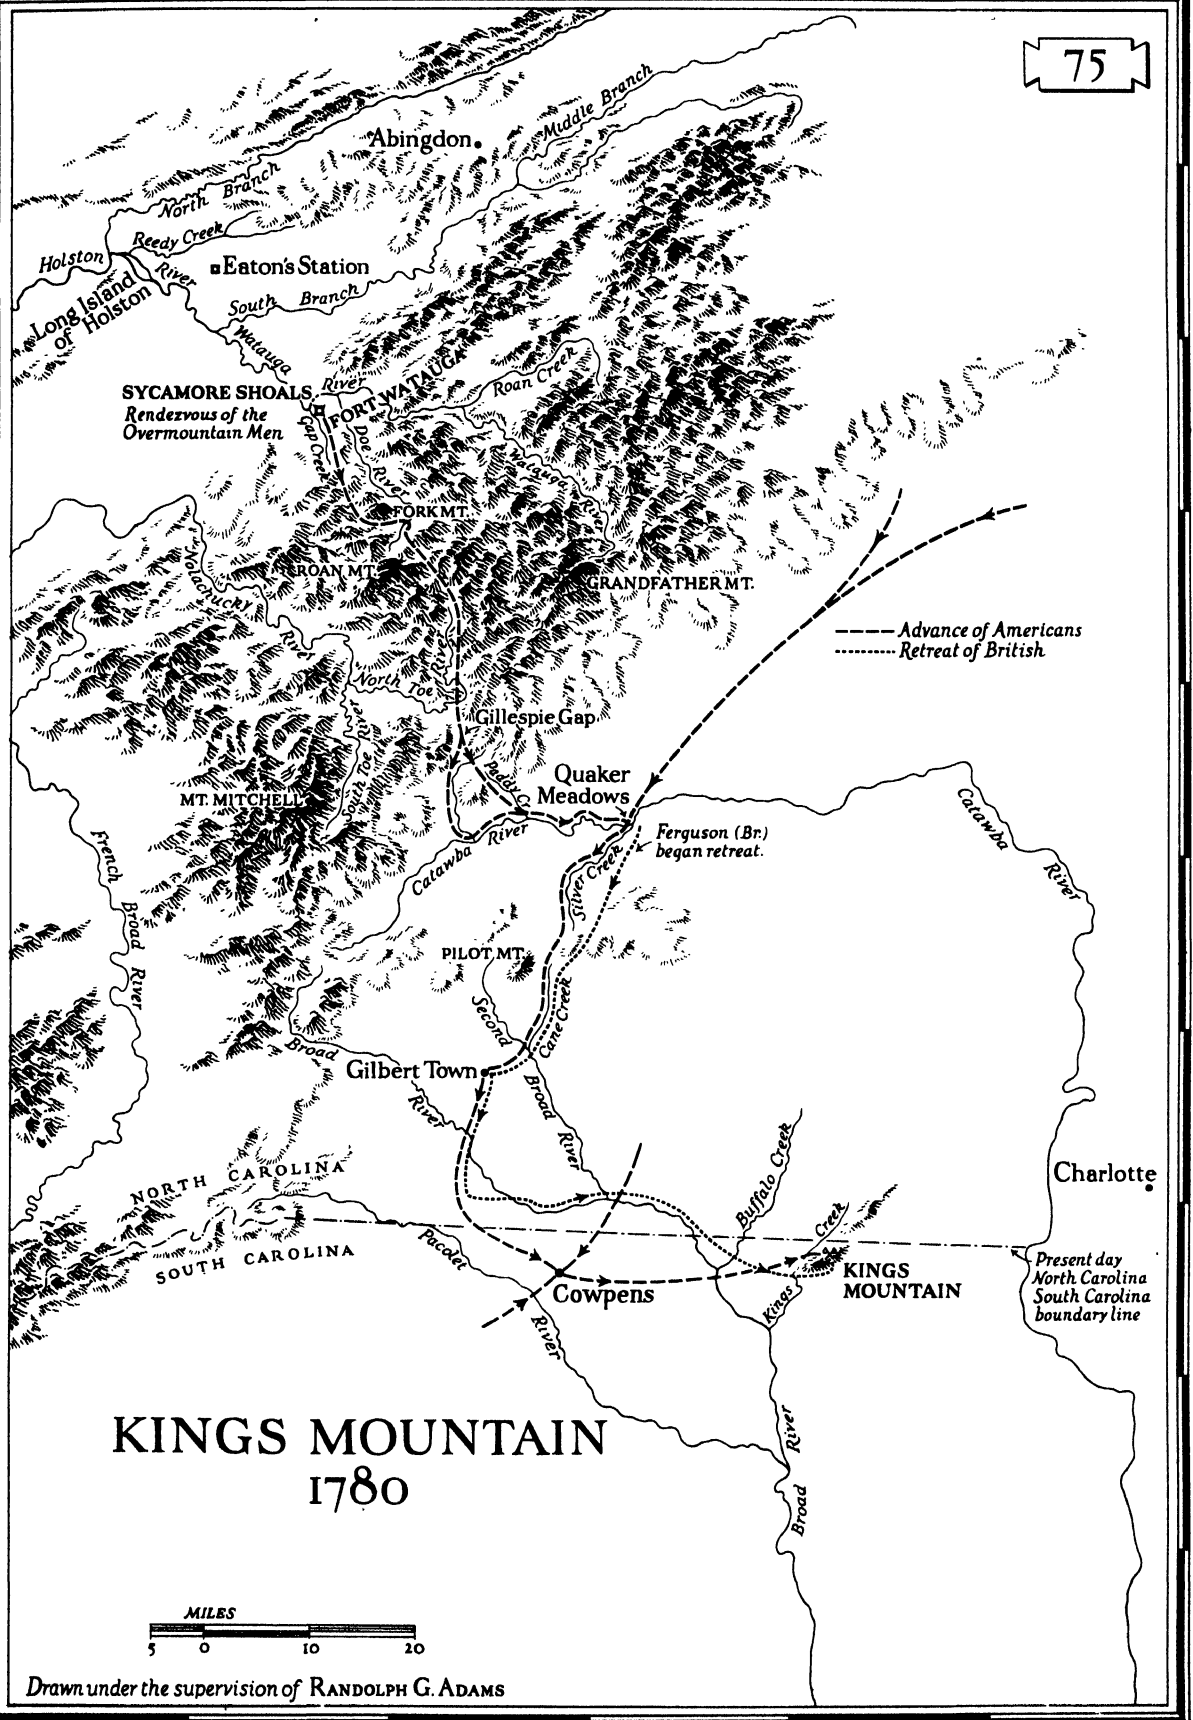 75
Abingdon
Middle Branch
North Branch
Reedy Creek
Holston
River
Eaton's Station
Long Island
of Holston
South Branch
Watauga
River
SYCAMORE SHOALS
Rendezvous of the
Overmountain Men
FORT WATAUGA
Roan Creek
Gap Creek
Doe River
Watauga River
FORK MT.
ROAN MT.
GRANDFATHER MT.
Nolachucky
River
Advance of Americans
Retreat of British
North Toe River
Gillespie Gap
South Toe River
Paddy Cr.
Quaker
Meadows
MT. MITCHELL
Catawba River
Ferguson (Br.)
began retreat.
Catawba
River
French
Broad
River
Silver Creek
PILOT MT.
Second
Cane Creek
Broad
Gilbert Town
River
Broad
River
Buffalo Creek
Charlotte
NORTH CAROLINA
SOUTH CAROLINA
Pacolet
River
Creek
Kings
KINGS
MOUNTAIN
Present day
North Carolina
South Carolina
boundary line
Cowpens
River
Broad
KINGS MOUNTAIN
1780
MILES
5 0 10 20
Drawn under the supervision of RANDOLPH G. ADAMS